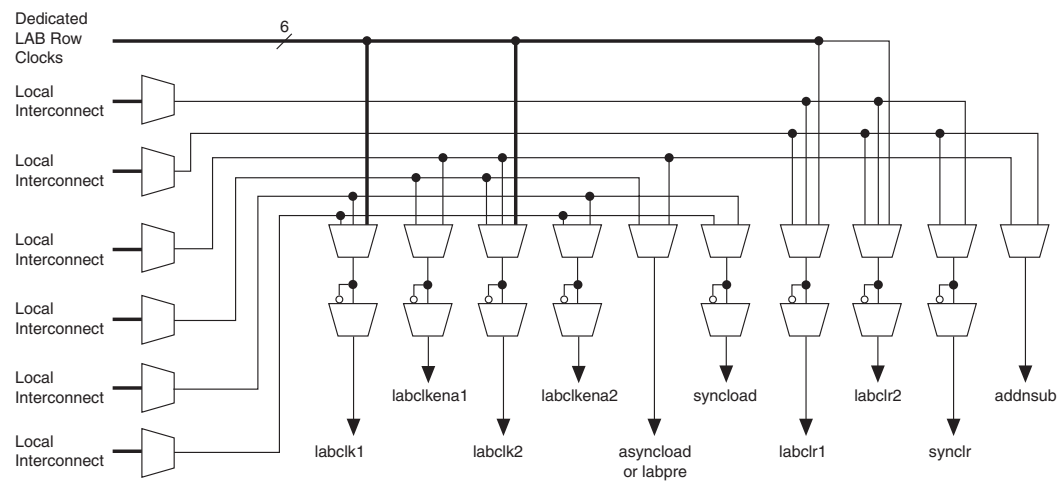 Dedicated
LAB Row
Clocks
6
Local
Interconnect
Local
Interconnect
Local
Interconnect
Local
Interconnect
Local
Interconnect
Local
Interconnect
labclkena1
labclkena2
syncload
labclr2
addnsub
labclk1
labclk2
asyncload
or labpre
labclr1
synclr